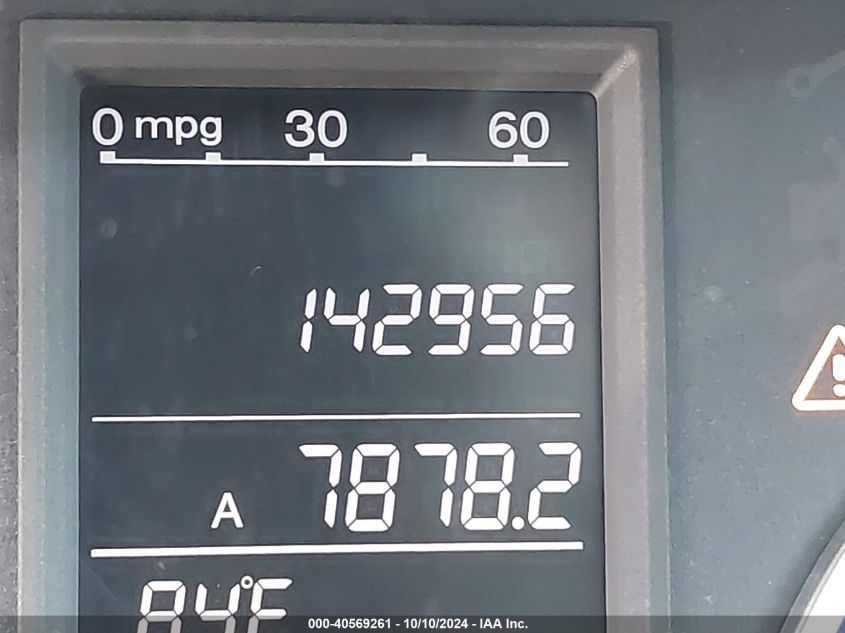 0 mpg 30 60
142956
A 7878.2
84°F
000-40569261 - 10/10/2024 - IAA Inc.